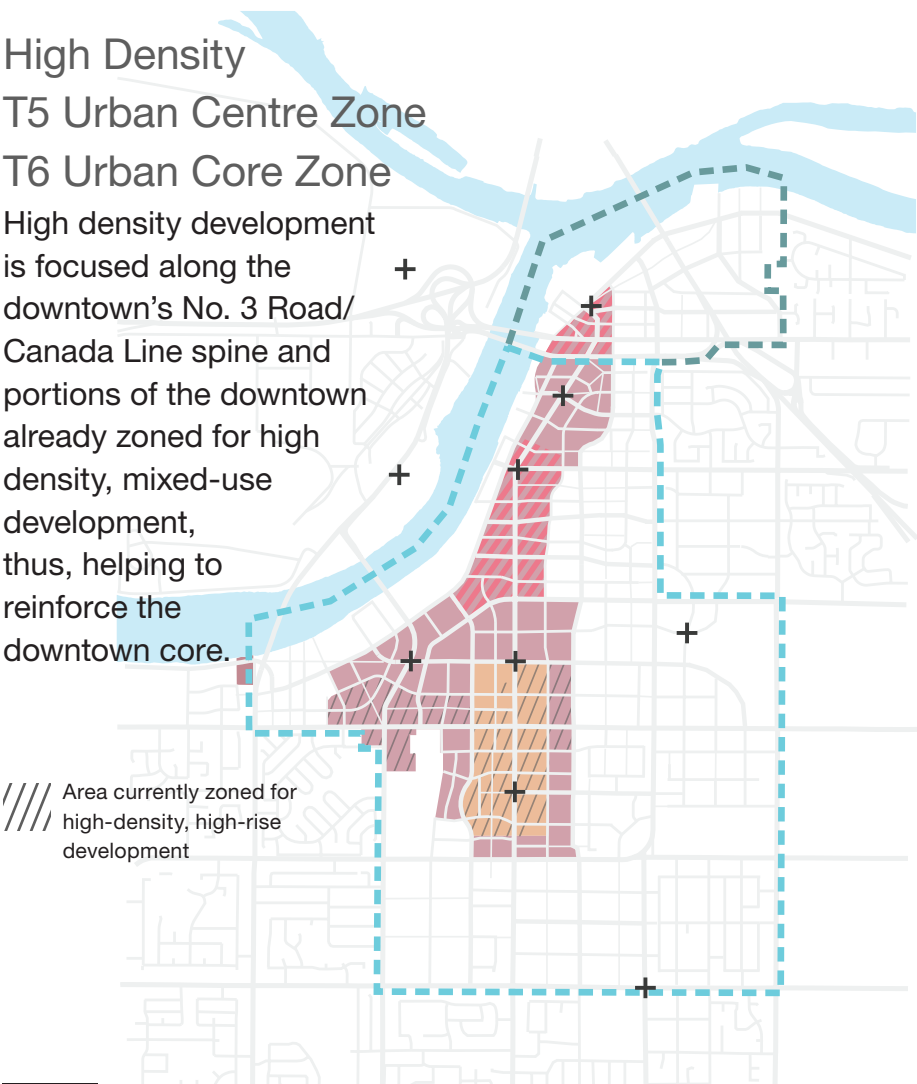 High Density
T5 Urban Centre Zone
T6 Urban Core Zone
High density development
is focused along the
downtown's No. 3 Road/
Canada Line spine and
portions of the downtown
already zoned for high
density, mixed-use
development,
thus, helping to
reinforce the
downtown core.
Area currently zoned for
high-density, high-rise
development